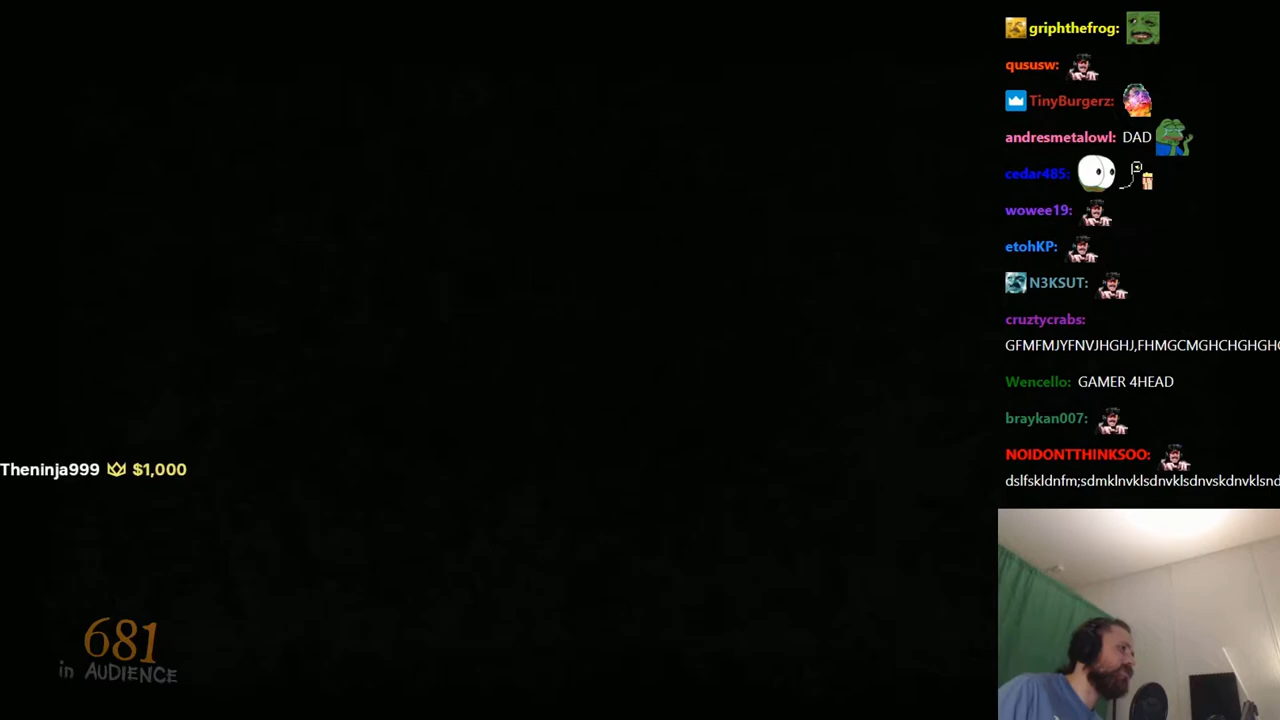 griphthefrog:
qususw:
TinyBurgerz:
andresmetalowl: DAD
cedar485:
wowee19:
etohKP:
N3KSUT:
cruztycrabs:
GFMFMJYFNVJHGHJ,FHMGCMGHCHGHGH
Wencello: GAMER 4HEAD
braykan007:
NOIDONTTHINKSOO:
dslfskldnfm;sdmklnvklsdnvklsdnvskdnvklsnd
Theninja999 $1,000
681
in AUDIENCE